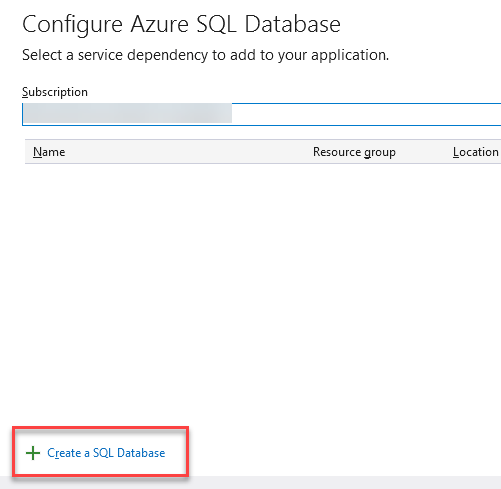 Configure Azure SQL Database
Select a service dependency to add to your application.
Subscription
Name Resource group Location
Create a SQL Database